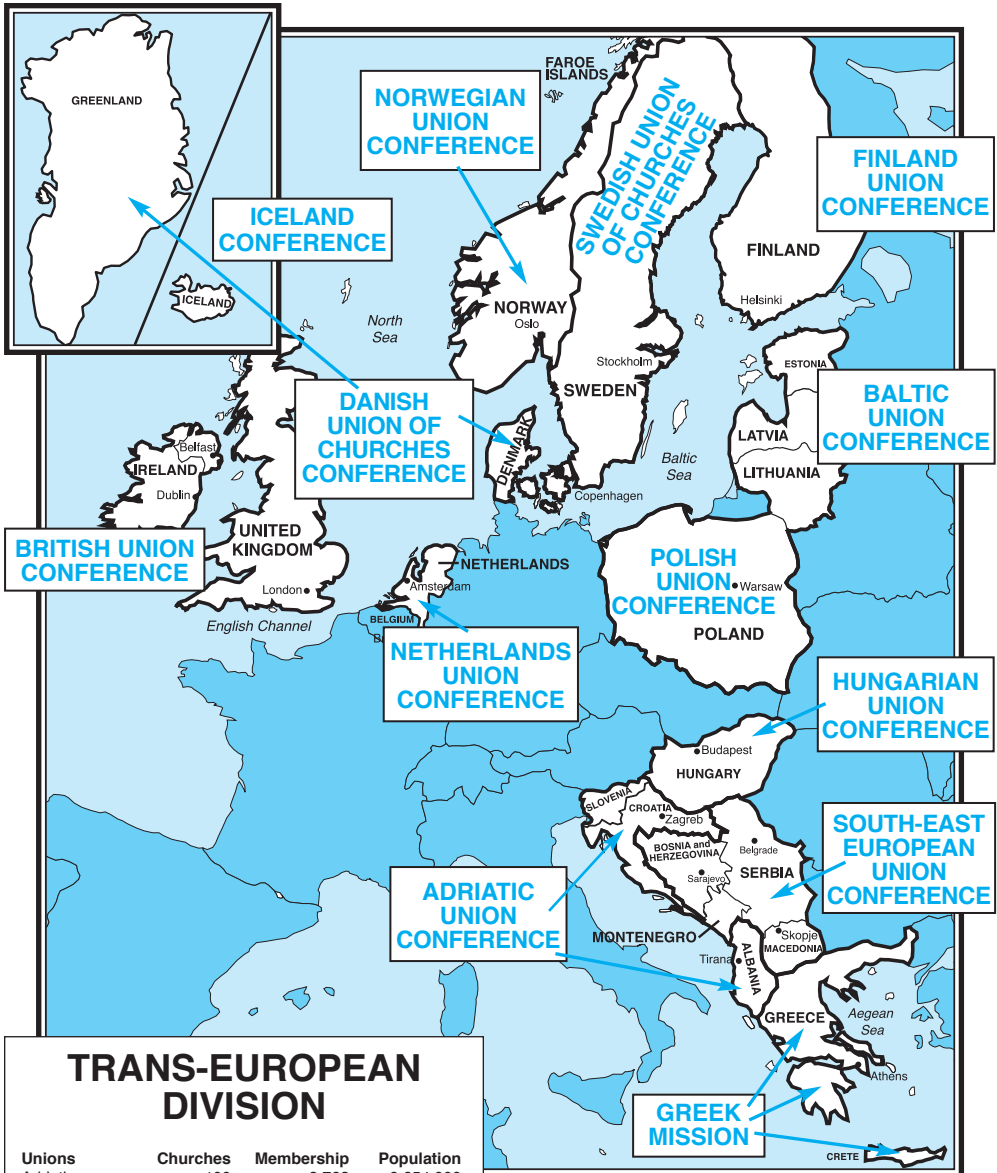 GREENLAND
ICELAND
FAROE
ISLANDS
NORWEGIAN
UNION
CONFERENCE
SWEDISH UNION
OF CHURCHES
CONFERENCE
FINLAND
UNION
CONFERENCE
ICELAND
CONFERENCE
FINLAND
Helsinki
North
Sea
NORWAY
Oslo
Stockholm
SWEDEN
ESTONIA
DANISH
UNION OF
CHURCHES
CONFERENCE
DENMARK
BALTIC
UNION
CONFERENCE
LATVIA
LITHUANIA
Baltic
Sea
Copenhagen
Belfast
IRELAND
Dublin
UNITED
KINGDOM
BRITISH UNION
CONFERENCE
London
English Channel
NETHERLANDS
Amsterdam
BELGIUM
NETHERLANDS
UNION
CONFERENCE
POLISH
UNION
CONFERENCE
Warsaw
POLAND
HUNGARIAN
UNION
CONFERENCE
Budapest
HUNGARY
SLOVENIA
CROATIA
Zagreb
BOSNIA and
HERZEGOVINA
Sarajevo
Belgrade
SERBIA
SOUTH-EAST
EUROPEAN
UNION
CONFERENCE
ADRIATIC
UNION
CONFERENCE
MONTENEGRO
Skopje
MACEDONIA
Tirana
ALBANIA
GREECE
Aegean
Sea
Athens
GREEK
MISSION
CRETE
TRANS-EUROPEAN
DIVISION
Unions Churches Membership Population